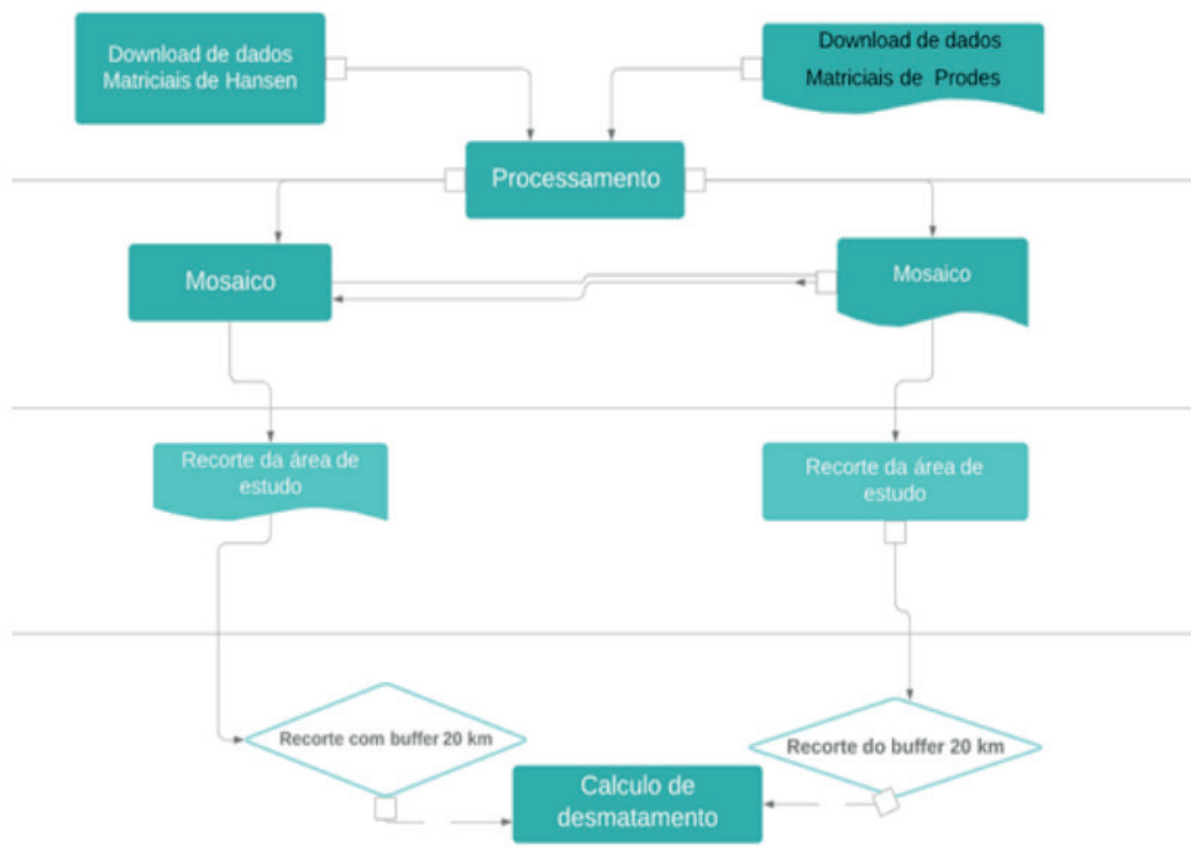 Download de dados
Matriciais de Hansen
Download de dados
Matriciais de Prodes
Processamento
Mosaico
Mosaico
Recorte da área de
estudo
Recorte da área de
estudo
Recorte com buffer 20 km
Recorte do buffer 20 km
Calculo de
desmatamento